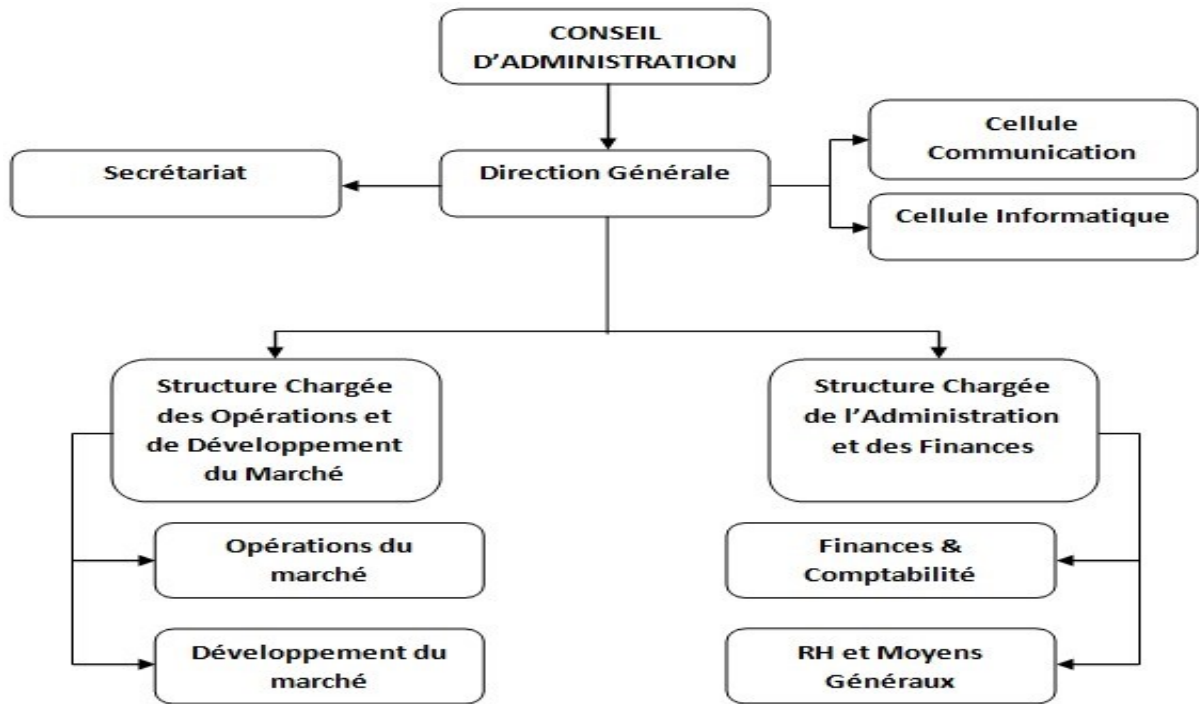 CONSEIL
D’ADMINISTRATION
Secrétariat
Direction Générale
Cellule
Communication
Cellule Informatique
Structure Chargée
des Opérations et
de Développement
du Marché
Structure Chargée
de l’Administration
et des Finances
Opérations du
marché
Finances &
Comptabilité
Développement du
marché
RH et Moyens
Généraux